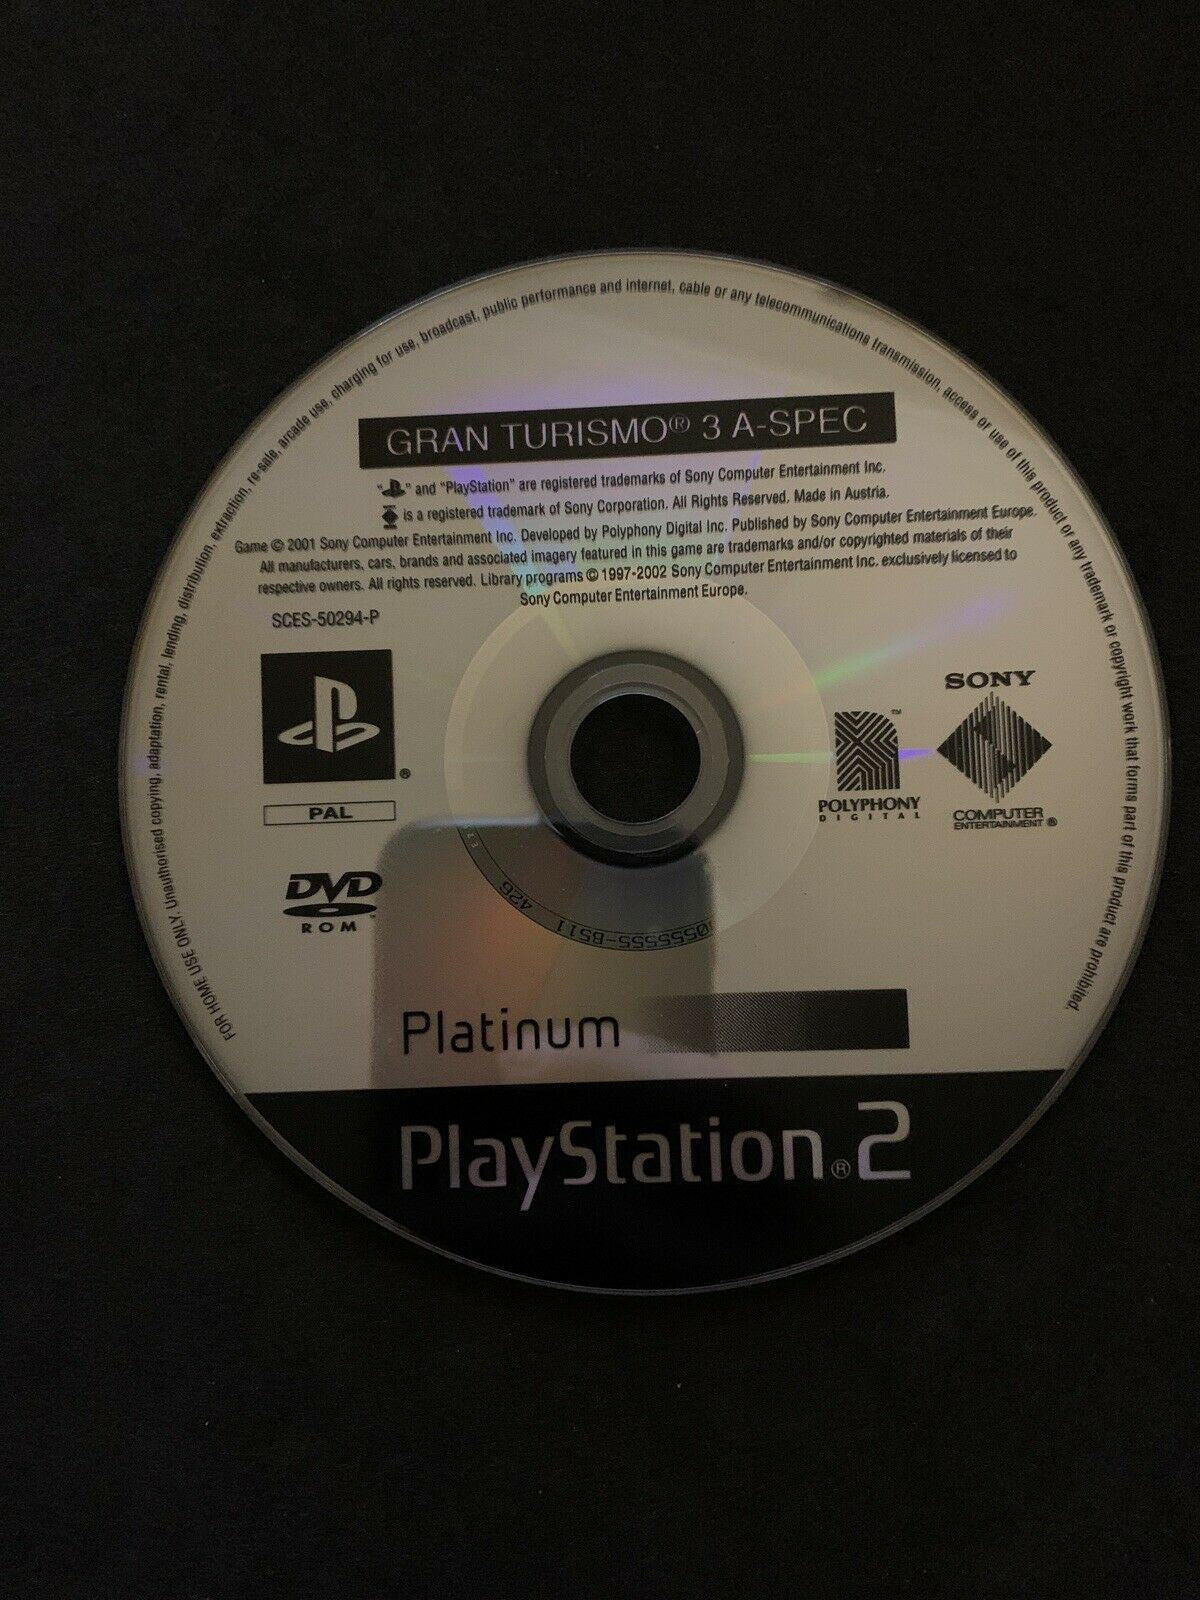 FOR HOME USE ONLY. Unauthorised copying, adaptation, rental, lending, distribution, extraction, re-sale, arcade use, charging for use, broadcast, public performance and internet, cable or any telecommunications transmission, access or use of this product or any trademark or copyright work that forms part of this product are prohibited.
GRAN TURISMO® 3 A-SPEC
" " and "PlayStation" are registered trademarks of Sony Computer Entertainment Inc.
is a registered trademark of Sony Corporation. All Rights Reserved. Made in Austria.
Game © 2001 Sony Computer Entertainment Inc. Developed by Polyphony Digital Inc. Published by Sony Computer Entertainment Europe.
All manufacturers, cars, brands and associated imagery featured in this game are trademarks and/or copyrighted materials of their
respective owners. All rights reserved. Library programs © 1997-2002 Sony Computer Entertainment Inc. exclusively licensed to
Sony Computer Entertainment Europe.
SCES-50294-P
®
PAL
DVD
ROM
™
POLYPHONY
DIGITAL
SONY
COMPUTER
ENTERTAINMENT ®
426
Platinum
PlayStation®2